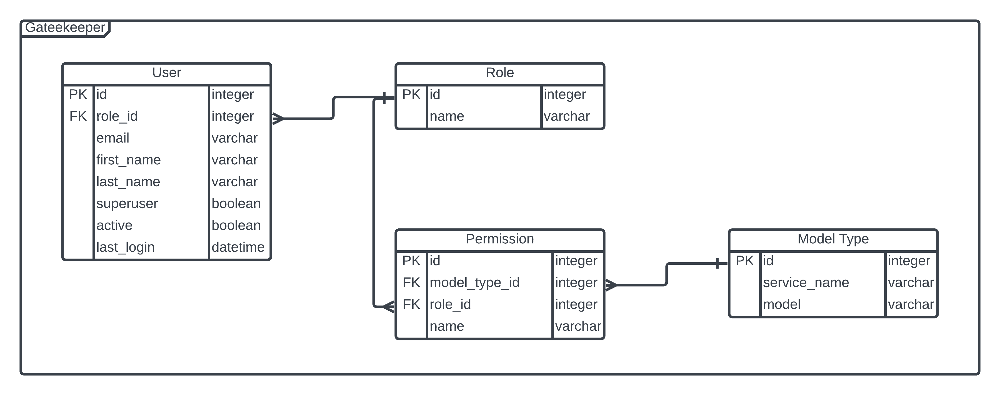 Gateekeeper
User
PK id integer
FK role_id integer
email varchar
first_name varchar
last_name varchar
superuser boolean
active boolean
last_login datetime
Role
PK id integer
name varchar
Permission
PK id integer
FK model_type_id integer
FK role_id integer
name varchar
Model Type
PK id integer
service_name varchar
model varchar